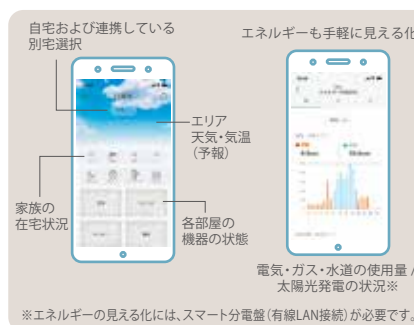 自宅および連携している
別宅選択
エリア
天気・気温
（予報）
家族の
在宅状況
各部屋の
機器の状態
エネルギーも手軽に見える化
電気・ガス・水道の使用量 /
太陽光発電の状況※
※エネルギーの見える化には、スマート分電盤（有線LAN接続）が必要です。